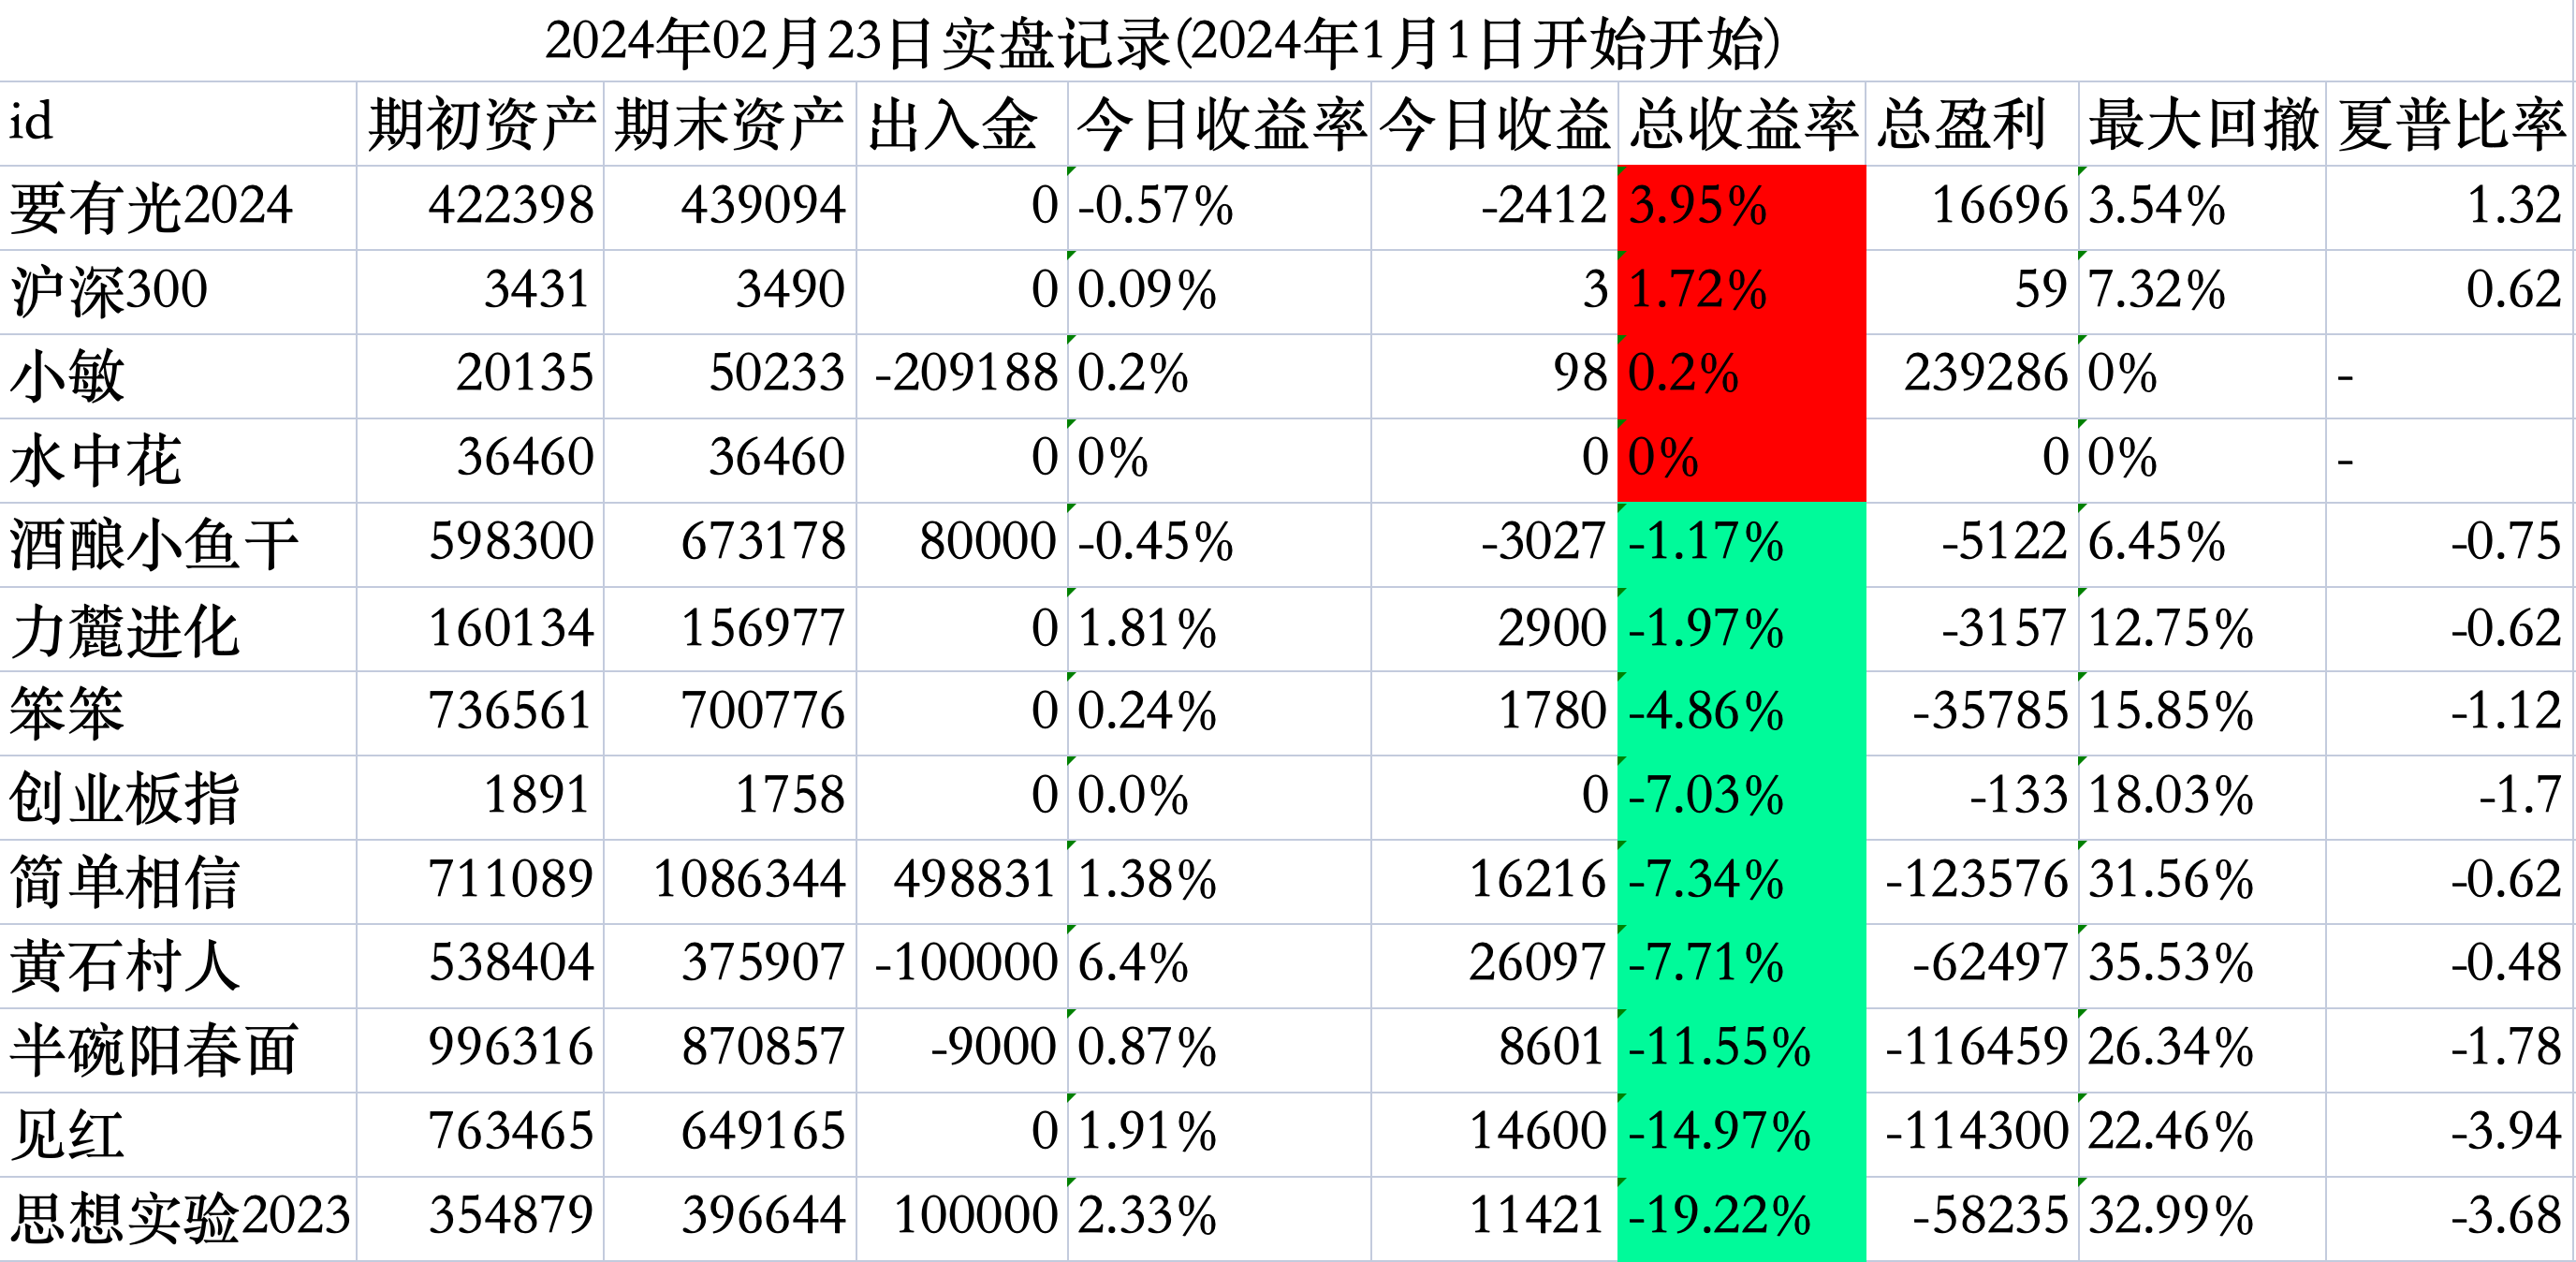 2024年02月23日实盘记录(2024年1月1日开始开始)
id 期初资产 期末资产 出入金 今日收益率 今日收益 总收益率 总盈利 最大回撤 夏普比率
要有光2024 422398 439094 0 -0.57% -2412 3.95% 16696 3.54% 1.32
沪深300 3431 3490 0 0.09% 3 1.72% 59 7.32% 0.62
小敏 20135 50233 -209188 0.2% 98 0.2% 239286 0% -
水中花 36460 36460 0 0% 0 0% 0 0% -
酒酿小鱼干 598300 673178 80000 -0.45% -3027 -1.17% -5122 6.45% -0.75
力麓进化 160134 156977 0 1.81% 2900 -1.97% -3157 12.75% -0.62
笨笨 736561 700776 0 0.24% 1780 -4.86% -35785 15.85% -1.12
创业板指 1891 1758 0 0.0% 0 -7.03% -133 18.03% -1.7
简单相信 711089 1086344 498831 1.38% 16216 -7.34% -123576 31.56% -0.62
黄石村人 538404 375907 -100000 6.4% 26097 -7.71% -62497 35.53% -0.48
半碗阳春面 996316 870857 -9000 0.87% 8601 -11.55% -116459 26.34% -1.78
见红 763465 649165 0 1.91% 14600 -14.97% -114300 22.46% -3.94
思想实验2023 354879 396644 100000 2.33% 11421 -19.22% -58235 32.99% -3.68